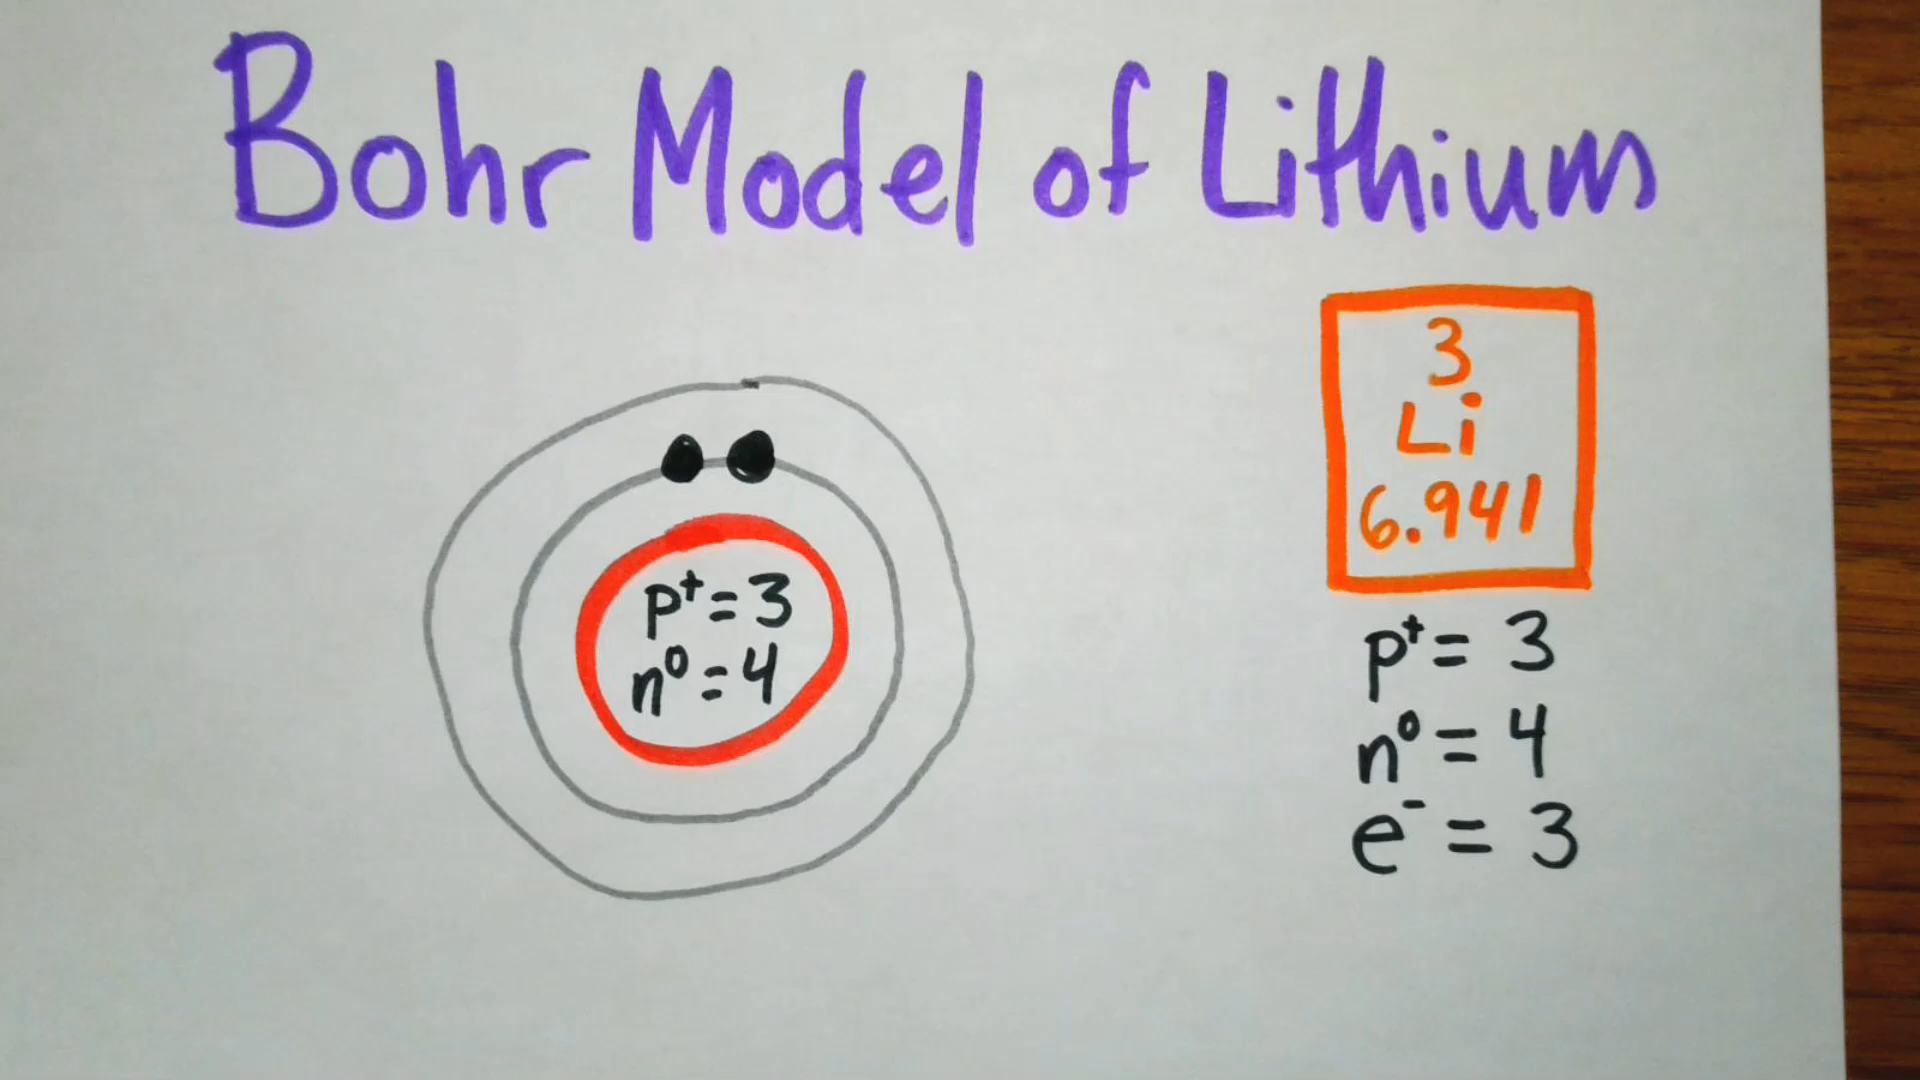 Bohr Model of Lithium
3
Li
6.941
p⁺ = 3
n⁰ = 4
p⁺ = 3
n⁰ = 4
e⁻ = 3